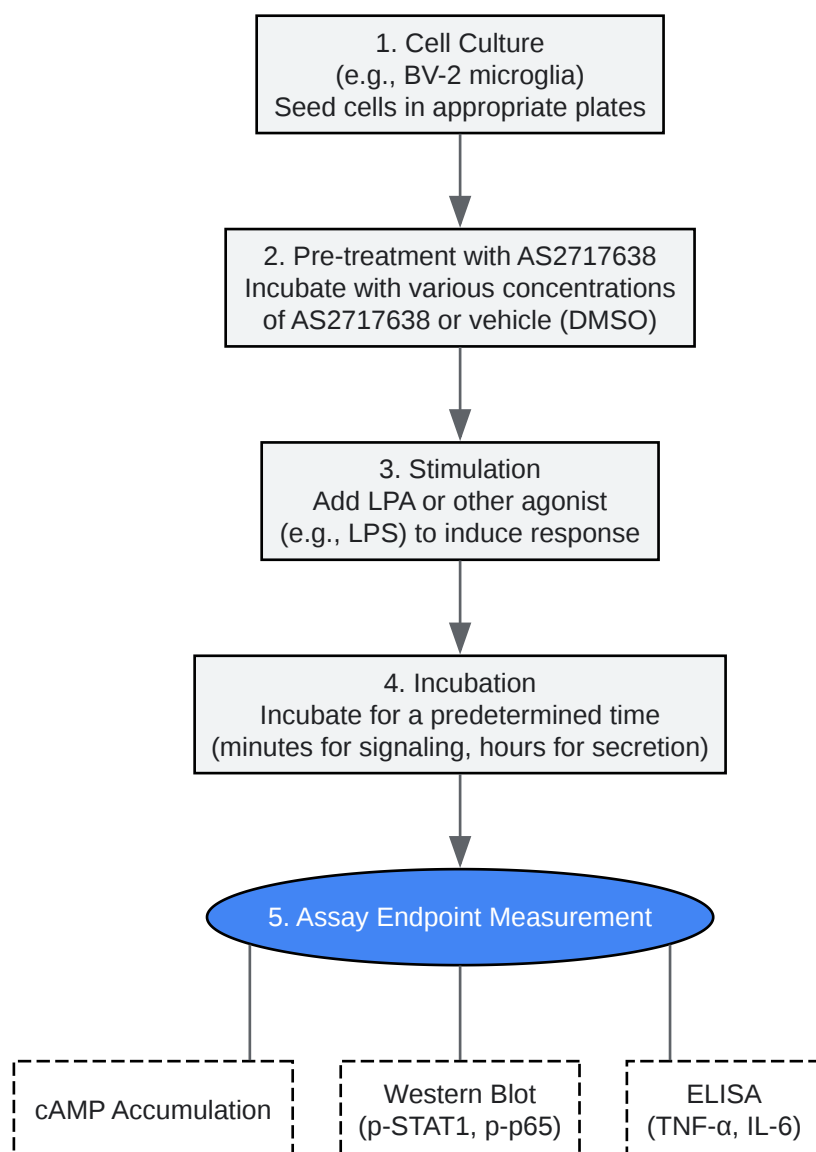 1. Cell Culture
(e.g., BV-2 microglia)
Seed cells in appropriate plates
2. Pre-treatment with AS2717638
Incubate with various concentrations
of AS2717638 or vehicle (DMSO)
3. Stimulation
Add LPA or other agonist
(e.g., LPS) to induce response
4. Incubation
Incubate for a predetermined time
(minutes for signaling, hours for secretion)
5. Assay Endpoint Measurement
cAMP Accumulation
Western Blot
(p-STAT1, p-p65)
ELISA
(TNF-α, IL-6)